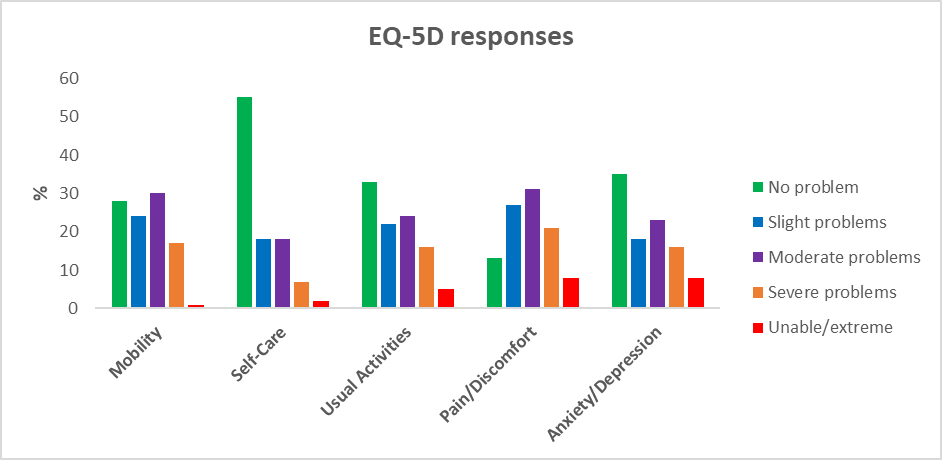 EQ-5D responses
60
50
40
30
20
10
0
%
Mobility
Self-Care
Usual Activities
Pain/Discomfort
Anxiety/Depression
No problem
Slight problems
Moderate problems
Severe problems
Unable/extreme